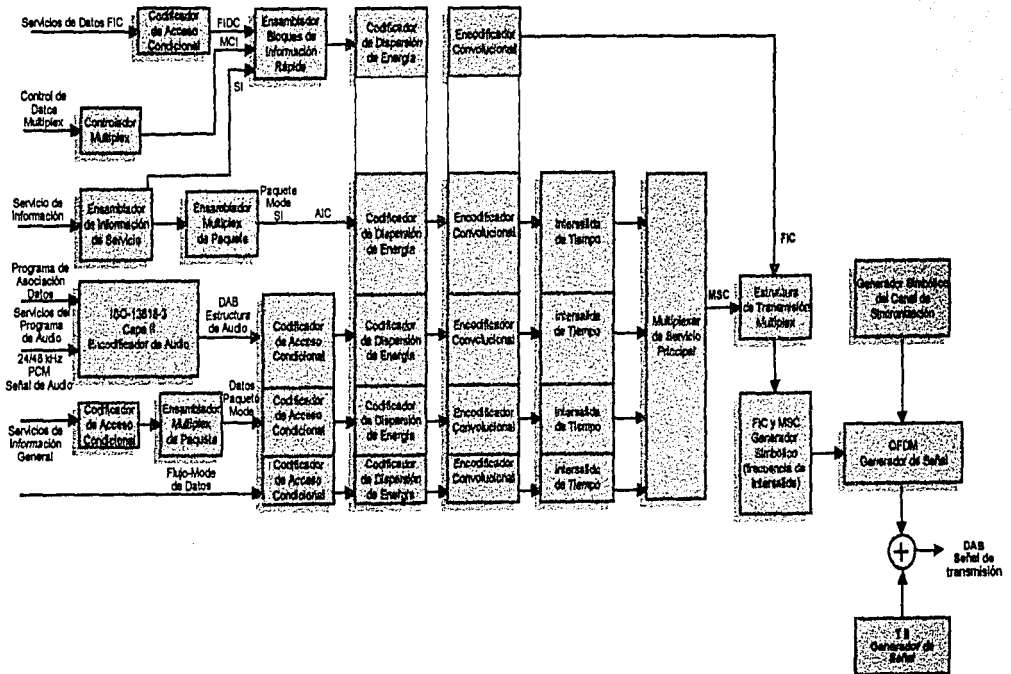 Servicios de Datos FIC
Codificador
de Acceso
Condicional
FIDC
MCI
SI
Ensamblador
Bloques de
Información
Rápida
Codificador
de Dispersión
de Energía
Encodificador
Convolucional
Control de
Datos
Multiplex
Controlador
Multiplex
Servicio de
Información
Ensamblador
de Información
de Servicio
Ensamblador
Multiplex
de Paquete
Paquete
Mode
SI
AIC
Codificador
de Dispersión
de Energía
Encodificador
Convolucional
Intersalida
de Tiempo
Programa de
Asociación
Datos
Servicios del
Programa
de Audio
24/48 kHz
PCM
Señal de Audio
ISO-13818-3
Capa II
Encodificador de Audio
DAB
Estructura
de Audio
Codificador
de Acceso
Condicional
Codificador
de Dispersión
de Energía
Encodificador
Convolucional
Intersalida
de Tiempo
Multiplexer
de Servicio
Principal
MSC
FIC
Estructura
de Transmisión
Multiplex
Generador Simbólico
del Canal de
Sincronización
Servicios de
Información
General
Codificador
de Acceso
Condicional
Ensamblador
Multiplex
de Paquete
Datos
Paquete
Mode
Codificador
de Acceso
Condicional
Codificador
de Dispersión
de Energía
Encodificador
Convolucional
Intersalida
de Tiempo
FIC y MSC
Generador
Simbólico
(frecuencia de
Intersalida)
OFDM
Generador de Señal
Flujo-Mode
de Datos
Codificador
de Acceso
Condicional
Codificador
de Dispersión
de Energía
Encodificador
Convolucional
Intersalida
de Tiempo
+
DAB
Señal de
transmisión
Generador de
Señal